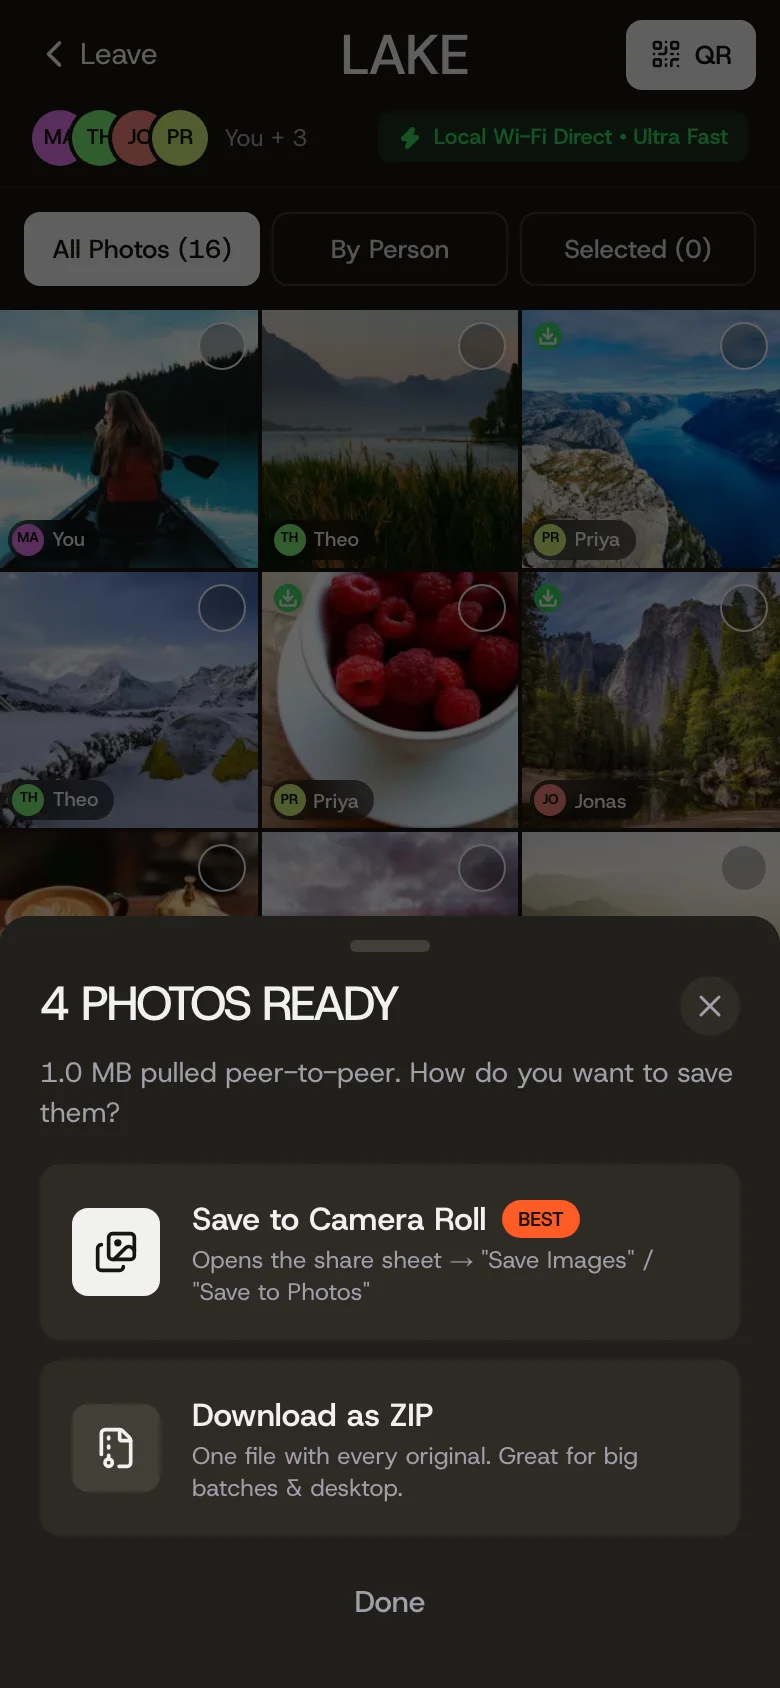 Leave
LAKE
QR
MA
TH
JO
PR
You + 3
Local Wi-Fi Direct • Ultra Fast
All Photos (16)
By Person
Selected (0)
MA You
TH Theo
PR Priya
TH Theo
PR Priya
JO Jonas
4 PHOTOS READY
1.0 MB pulled peer-to-peer. How do you want to save
them?
Save to Camera Roll BEST
Opens the share sheet → "Save Images" /
"Save to Photos"
Download as ZIP
One file with every original. Great for big
batches & desktop.
Done